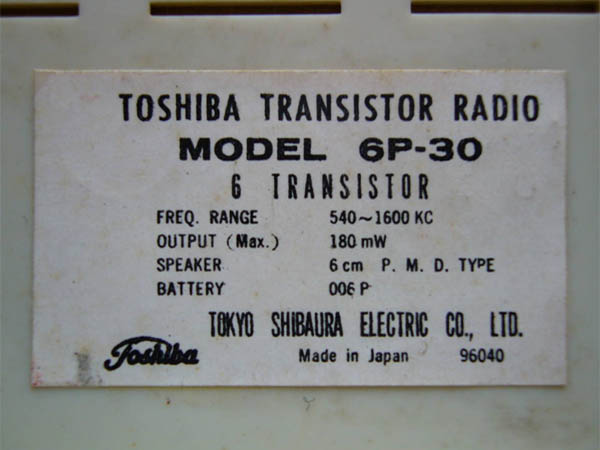 TOSHIBA TRANSISTOR RADIO
MODEL 6P-30
6 TRANSISTOR
FREQ. RANGE 540~1600 KC
OUTPUT (Max.) 180 mW
SPEAKER 6 cm P. M. D. TYPE
BATTERY 006 P
TOKYO SHIBAURA ELECTRIC CO., LTD.
Toshiba Made in Japan 96040